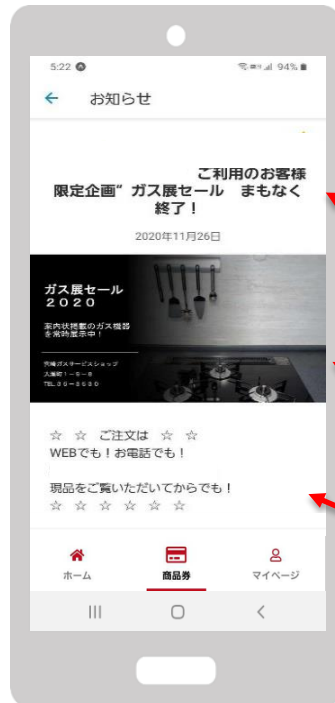 5:22
94%
お知らせ
ご利用のお客様
限定企画“ ガス展セール まもなく
終了！
2020年11月26日
ガス展セール
２０２０
案内状掲載のガス機器
を常時展示中！
☆ ☆ ご注文は ☆ ☆
WEBでも！お電話でも！
現品をご覧いただいてからでも！
☆ ☆ ☆ ☆ ☆ ☆
ホーム
商品券
マイページ